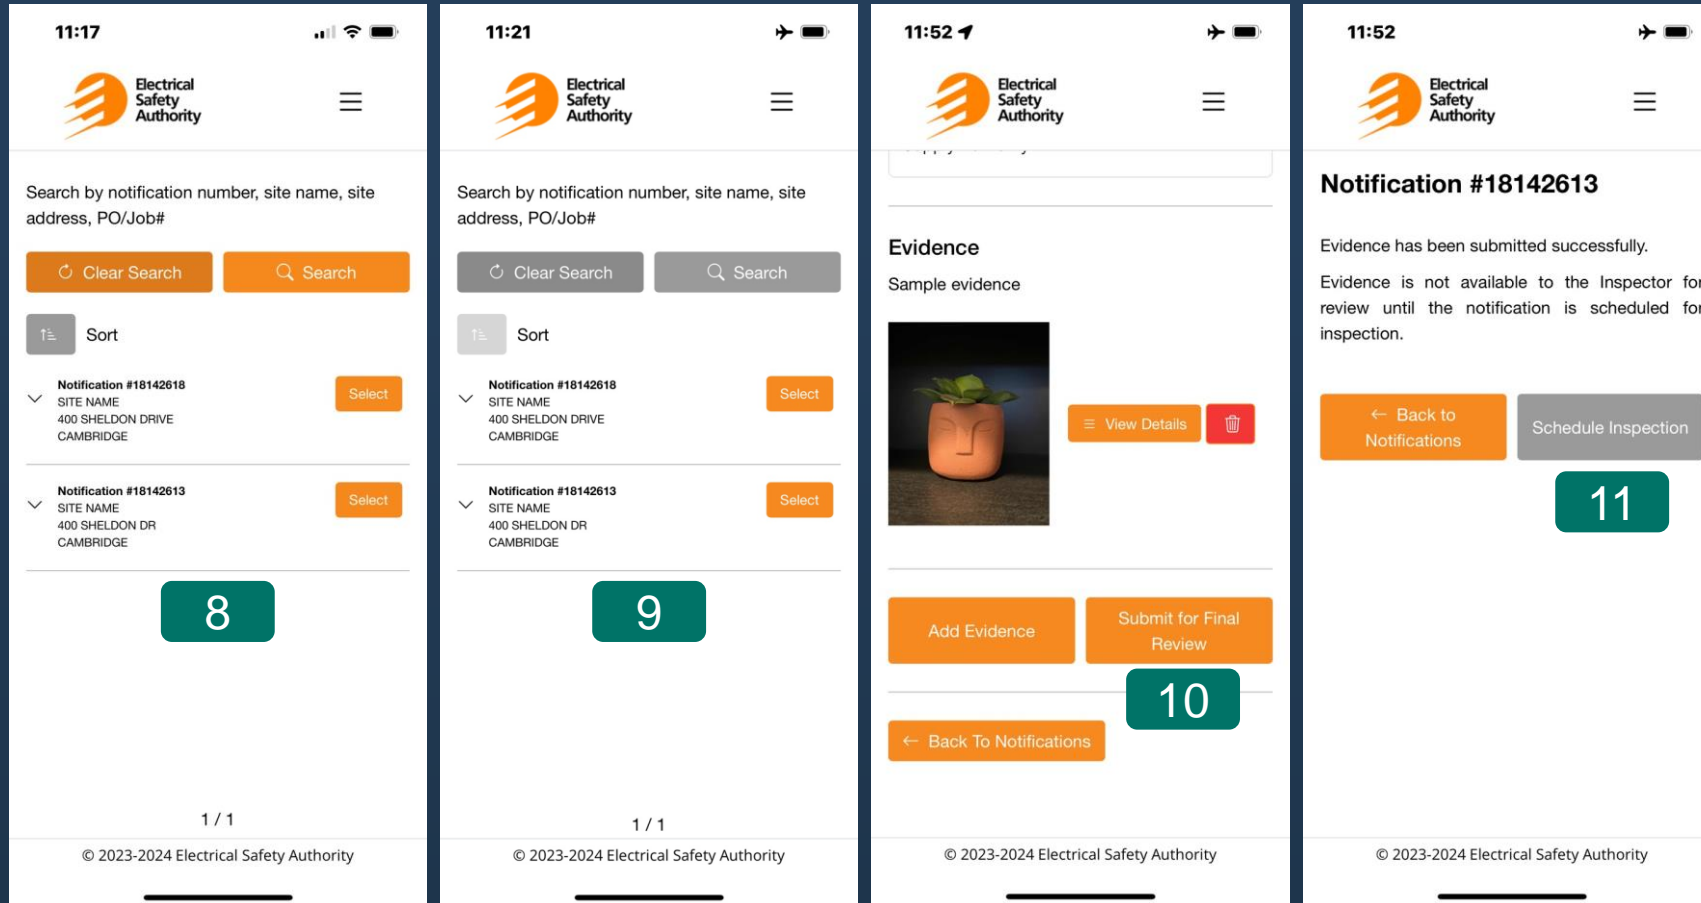 11:17
Electrical
Safety
Authority
Search by notification number, site name, site
address, PO/Job#
Clear Search
Search
Sort
Notification #18142618
SITE NAME
400 SHELDON DRIVE
CAMBRIDGE
Select
Notification #18142613
SITE NAME
400 SHELDON DR
CAMBRIDGE
Select
8
1 / 1
© 2023-2024 Electrical Safety Authority
11:21
Electrical
Safety
Authority
Search by notification number, site name, site
address, PO/Job#
Clear Search
Search
Sort
Notification #18142618
SITE NAME
400 SHELDON DRIVE
CAMBRIDGE
Select
Notification #18142613
SITE NAME
400 SHELDON DR
CAMBRIDGE
Select
9
1 / 1
© 2023-2024 Electrical Safety Authority
11:52
Electrical
Safety
Authority
Evidence
Sample evidence
View Details
Add Evidence
Submit for Final
Review
10
Back To Notifications
© 2023-2024 Electrical Safety Authority
11:52
Electrical
Safety
Authority
Notification #18142613
Evidence has been submitted successfully.
Evidence is not available to the Inspector for
review until the notification is scheduled for
inspection.
Back to
Notifications
Schedule Inspection
11
© 2023-2024 Electrical Safety Authority